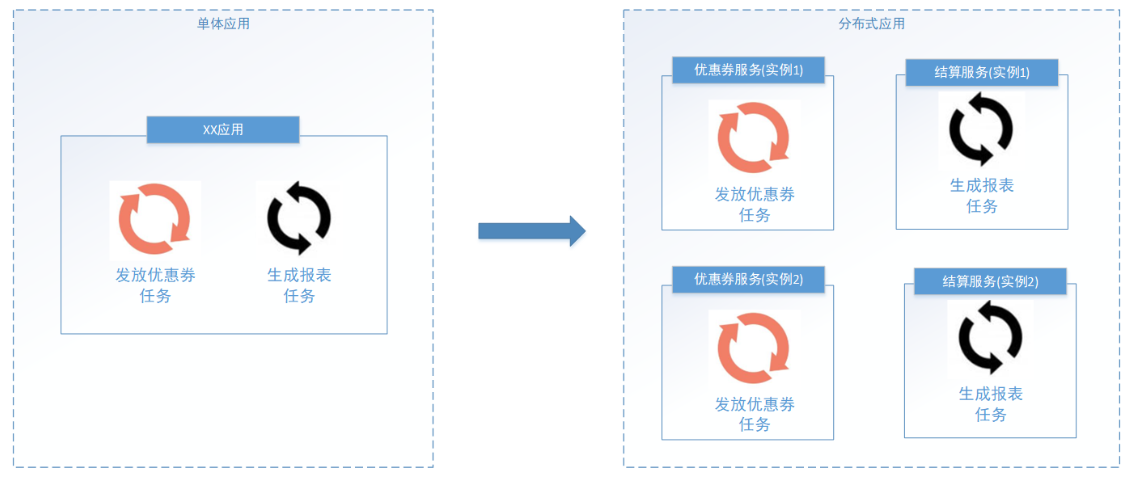 单体应用
XX应用
发放优惠券
任务
生成报表
任务
分布式应用
优惠券服务(实例1)
发放优惠券
任务
结算服务(实例1)
生成报表
任务
优惠券服务(实例2)
发放优惠券
任务
结算服务(实例2)
生成报表
任务